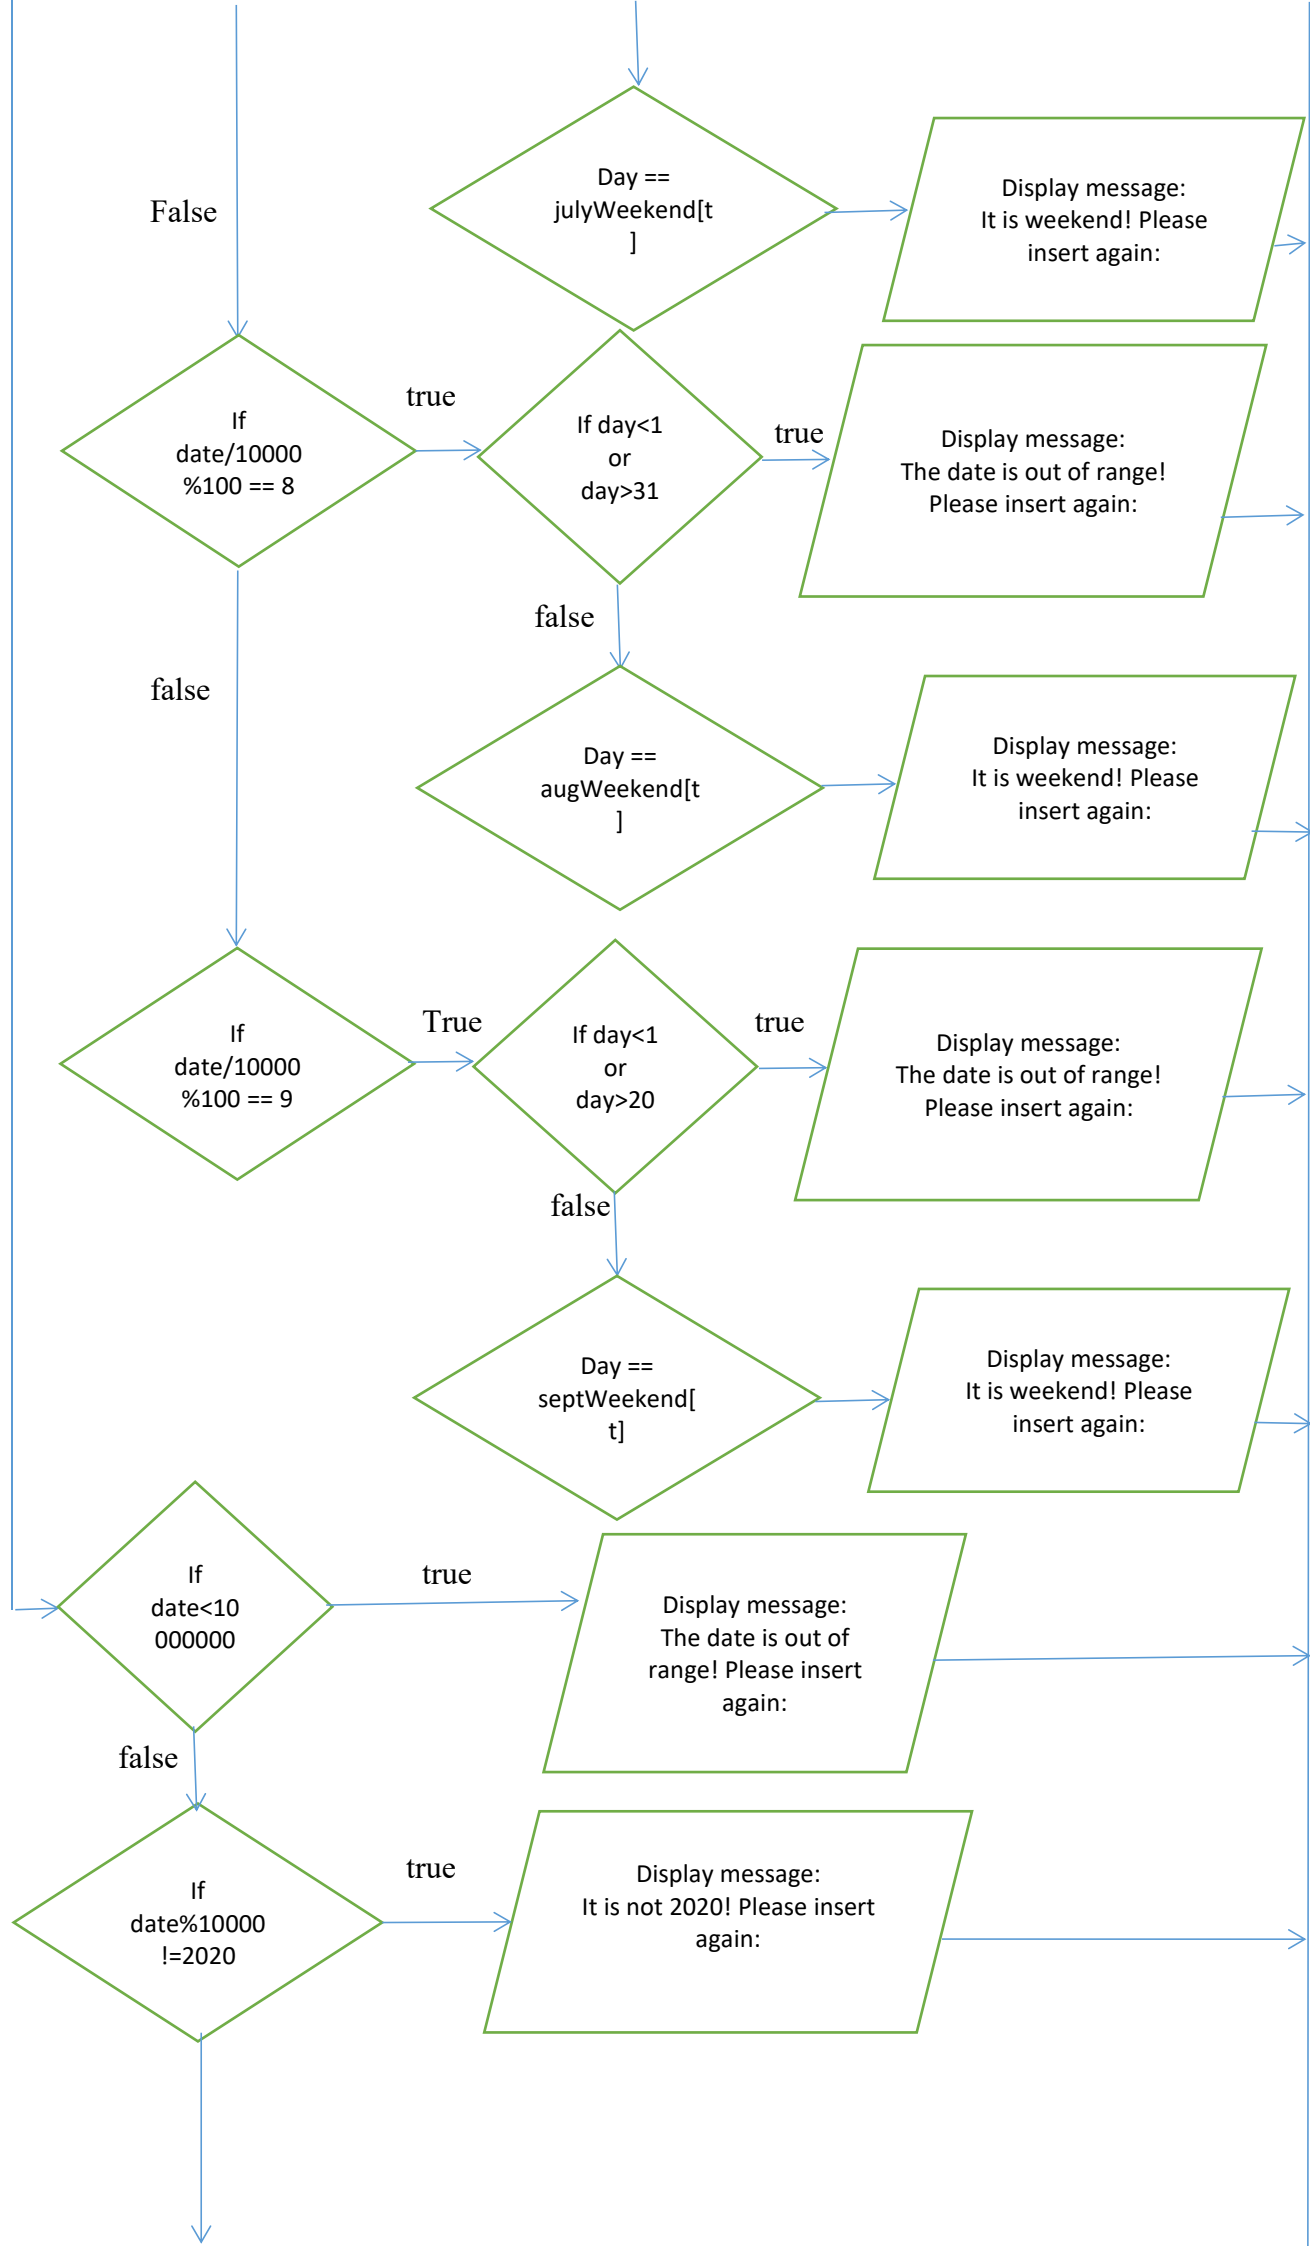 Day ==
julyWeekend[t
]
Display message:
It is weekend! Please
insert again:
False
If
date/10000
%100 == 8
true
If day<1
or
day>31
true
Display message:
The date is out of range!
Please insert again:
false
false
Day ==
augWeekend[t
]
Display message:
It is weekend! Please
insert again:
If
date/10000
%100 == 9
True
If day<1
or
day>20
true
Display message:
The date is out of range!
Please insert again:
false
Day ==
septWeekend[
t]
Display message:
It is weekend! Please
insert again:
If
date<10
000000
true
Display message:
The date is out of
range! Please insert
again:
false
If
date%10000
!=2020
true
Display message:
It is not 2020! Please insert
again: